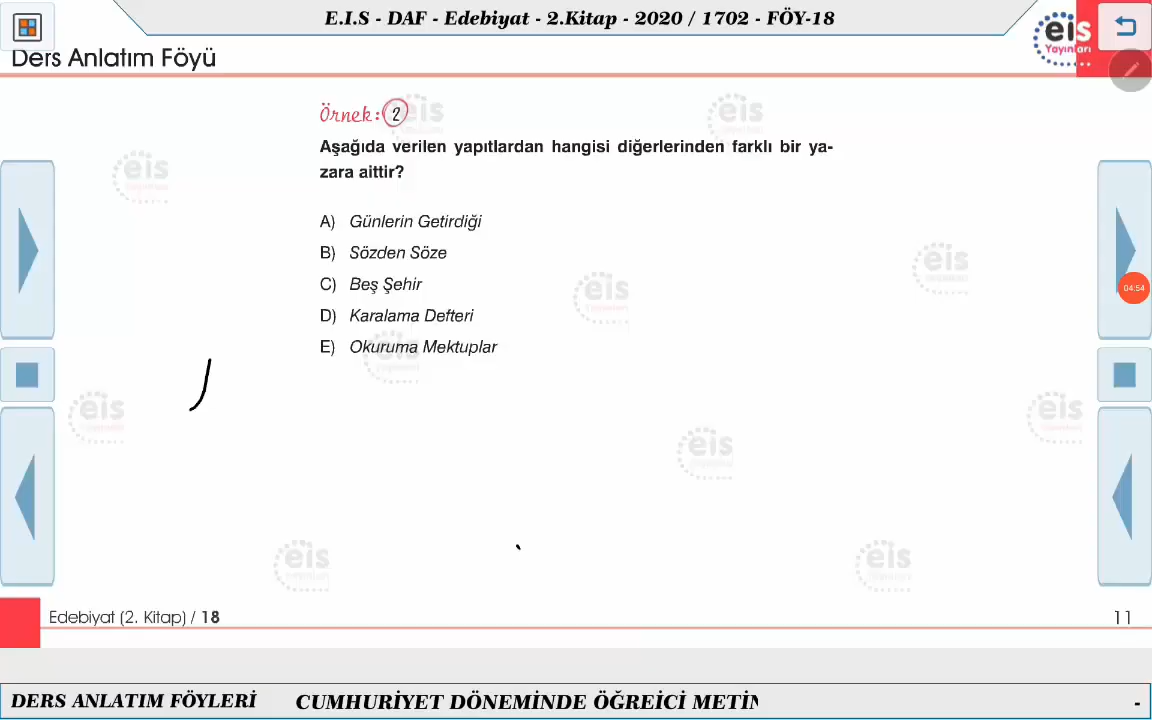 E.I.S - DAF - Edebiyat - 2.Kitap - 2020 / 1702 - FÖY-18
Ders Anlatım Föyü
eis
Yayınları
Örnek: 2
Aşağıda verilen yapıtlardan hangisi diğerlerinden farklı bir ya-
zara aittir?
A) Günlerin Getirdiği
B) Sözden Söze
C) Beş Şehir
04:54
D) Karalama Defteri
E) Okuruma Mektuplar
Edebiyat (2. Kitap) / 18
11
DERS ANLATIM FÖYLERİ
CUMHURİYET DÖNEMİNDE ÖĞREİCİ METİN
-